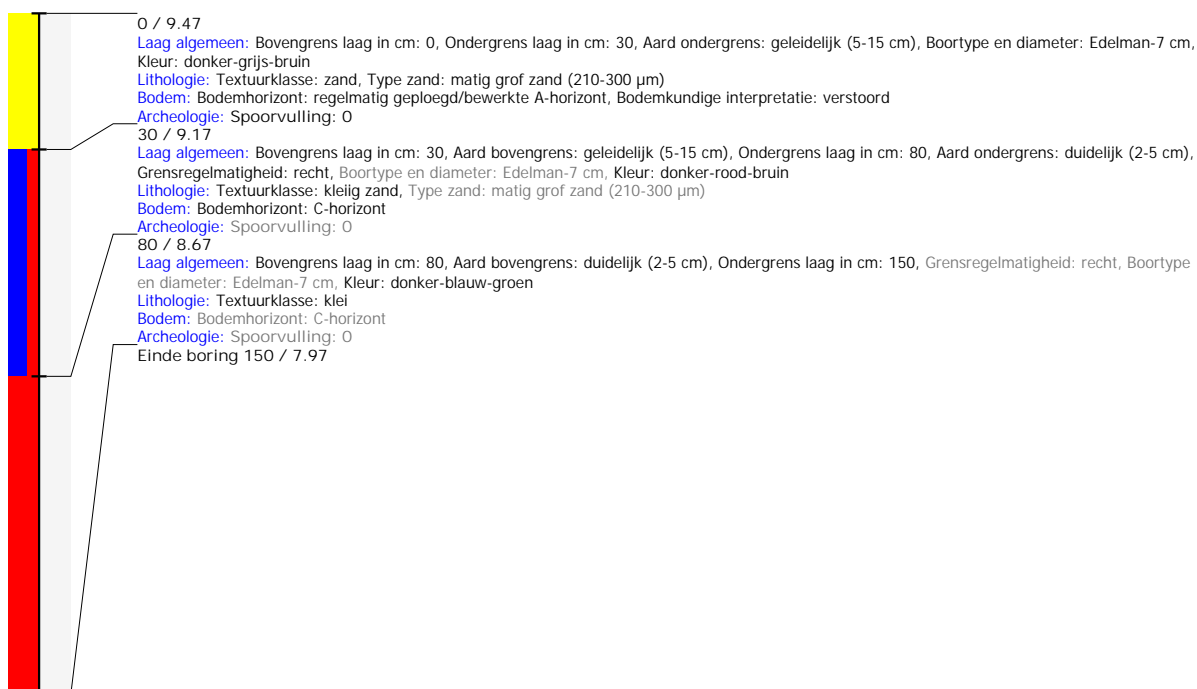 0 / 9.47
Laag algemeen: Bovengrens laag in cm: 0, Ondergrens laag in cm: 30, Aard ondergrens: geleidelijk (5-15 cm), Boortype en diameter: Edelman-7 cm,
Kleur: donker-grijs-bruin
Lithologie: Textuurklasse: zand, Type zand: matig grof zand (210-300 µm)
Bodem: Bodemhorizont: regelmatig geploegd/bewerkte A-horizont, Bodemkundige interpretatie: verstoord
Archeologie: Spoorvulling: 0
30 / 9.17
Laag algemeen: Bovengrens laag in cm: 30, Aard bovengrens: geleidelijk (5-15 cm), Ondergrens laag in cm: 80, Aard ondergrens: duidelijk (2-5 cm),
Grensregelmatigheid: recht, Boortype en diameter: Edelman-7 cm, Kleur: donker-rood-bruin
Lithologie: Textuurklasse: kleiig zand, Type zand: matig grof zand (210-300 µm)
Bodem: Bodemhorizont: C-horizont
Archeologie: Spoorvulling: 0
80 / 8.67
Laag algemeen: Bovengrens laag in cm: 80, Aard bovengrens: duidelijk (2-5 cm), Ondergrens laag in cm: 150, Grensregelmatigheid: recht, Boortype
en diameter: Edelman-7 cm, Kleur: donker-blauw-groen
Lithologie: Textuurklasse: klei
Bodem: Bodemhorizont: C-horizont
Archeologie: Spoorvulling: 0
Einde boring 150 / 7.97